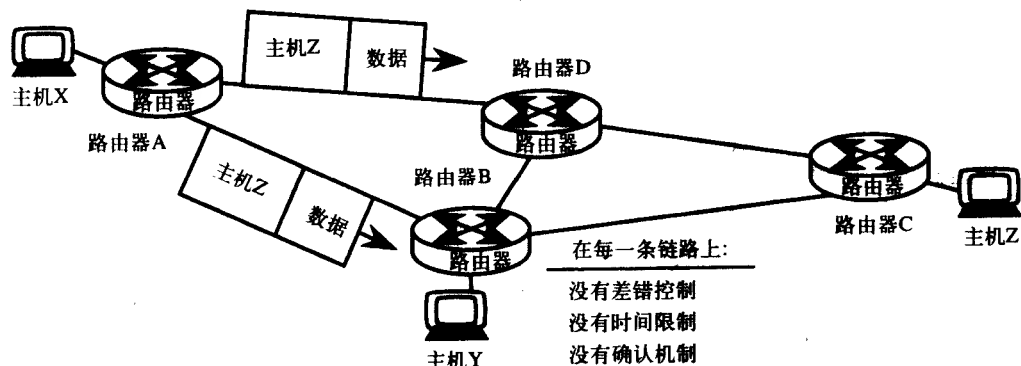 主机Z
数据
路由器D
主机X
路由器
路由器A
路由器
主机Z
数据
路由器B
路由器
路由器C
主机Z
路由器
在每一条链路上:
没有差错控制
没有时间限制
没有确认机制
主机Y